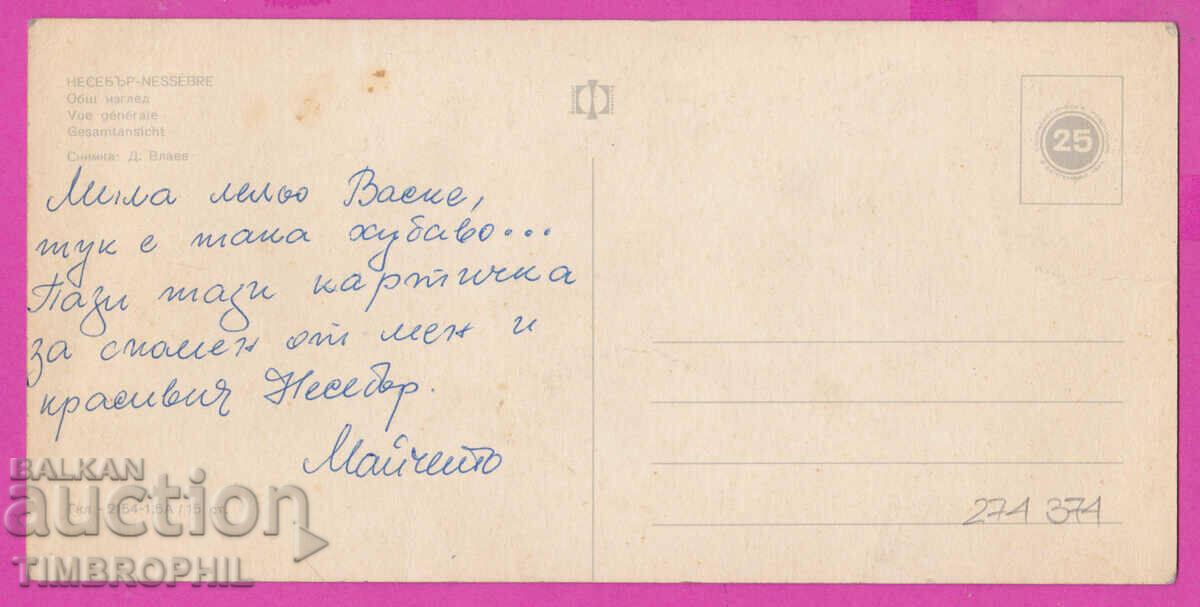 НЕСЕБЪР-NESSEBRE
Общ изглед
Vue générale
Gesamtansicht
Снимка: Д. Влаев
25
Мила лельо Васке,
тук е така хубаво...
Пази тази картичка
за спомен от мен и
красивия Несебър.
Майчето
274 374
BALKAN
auction
TIMBROPHIL